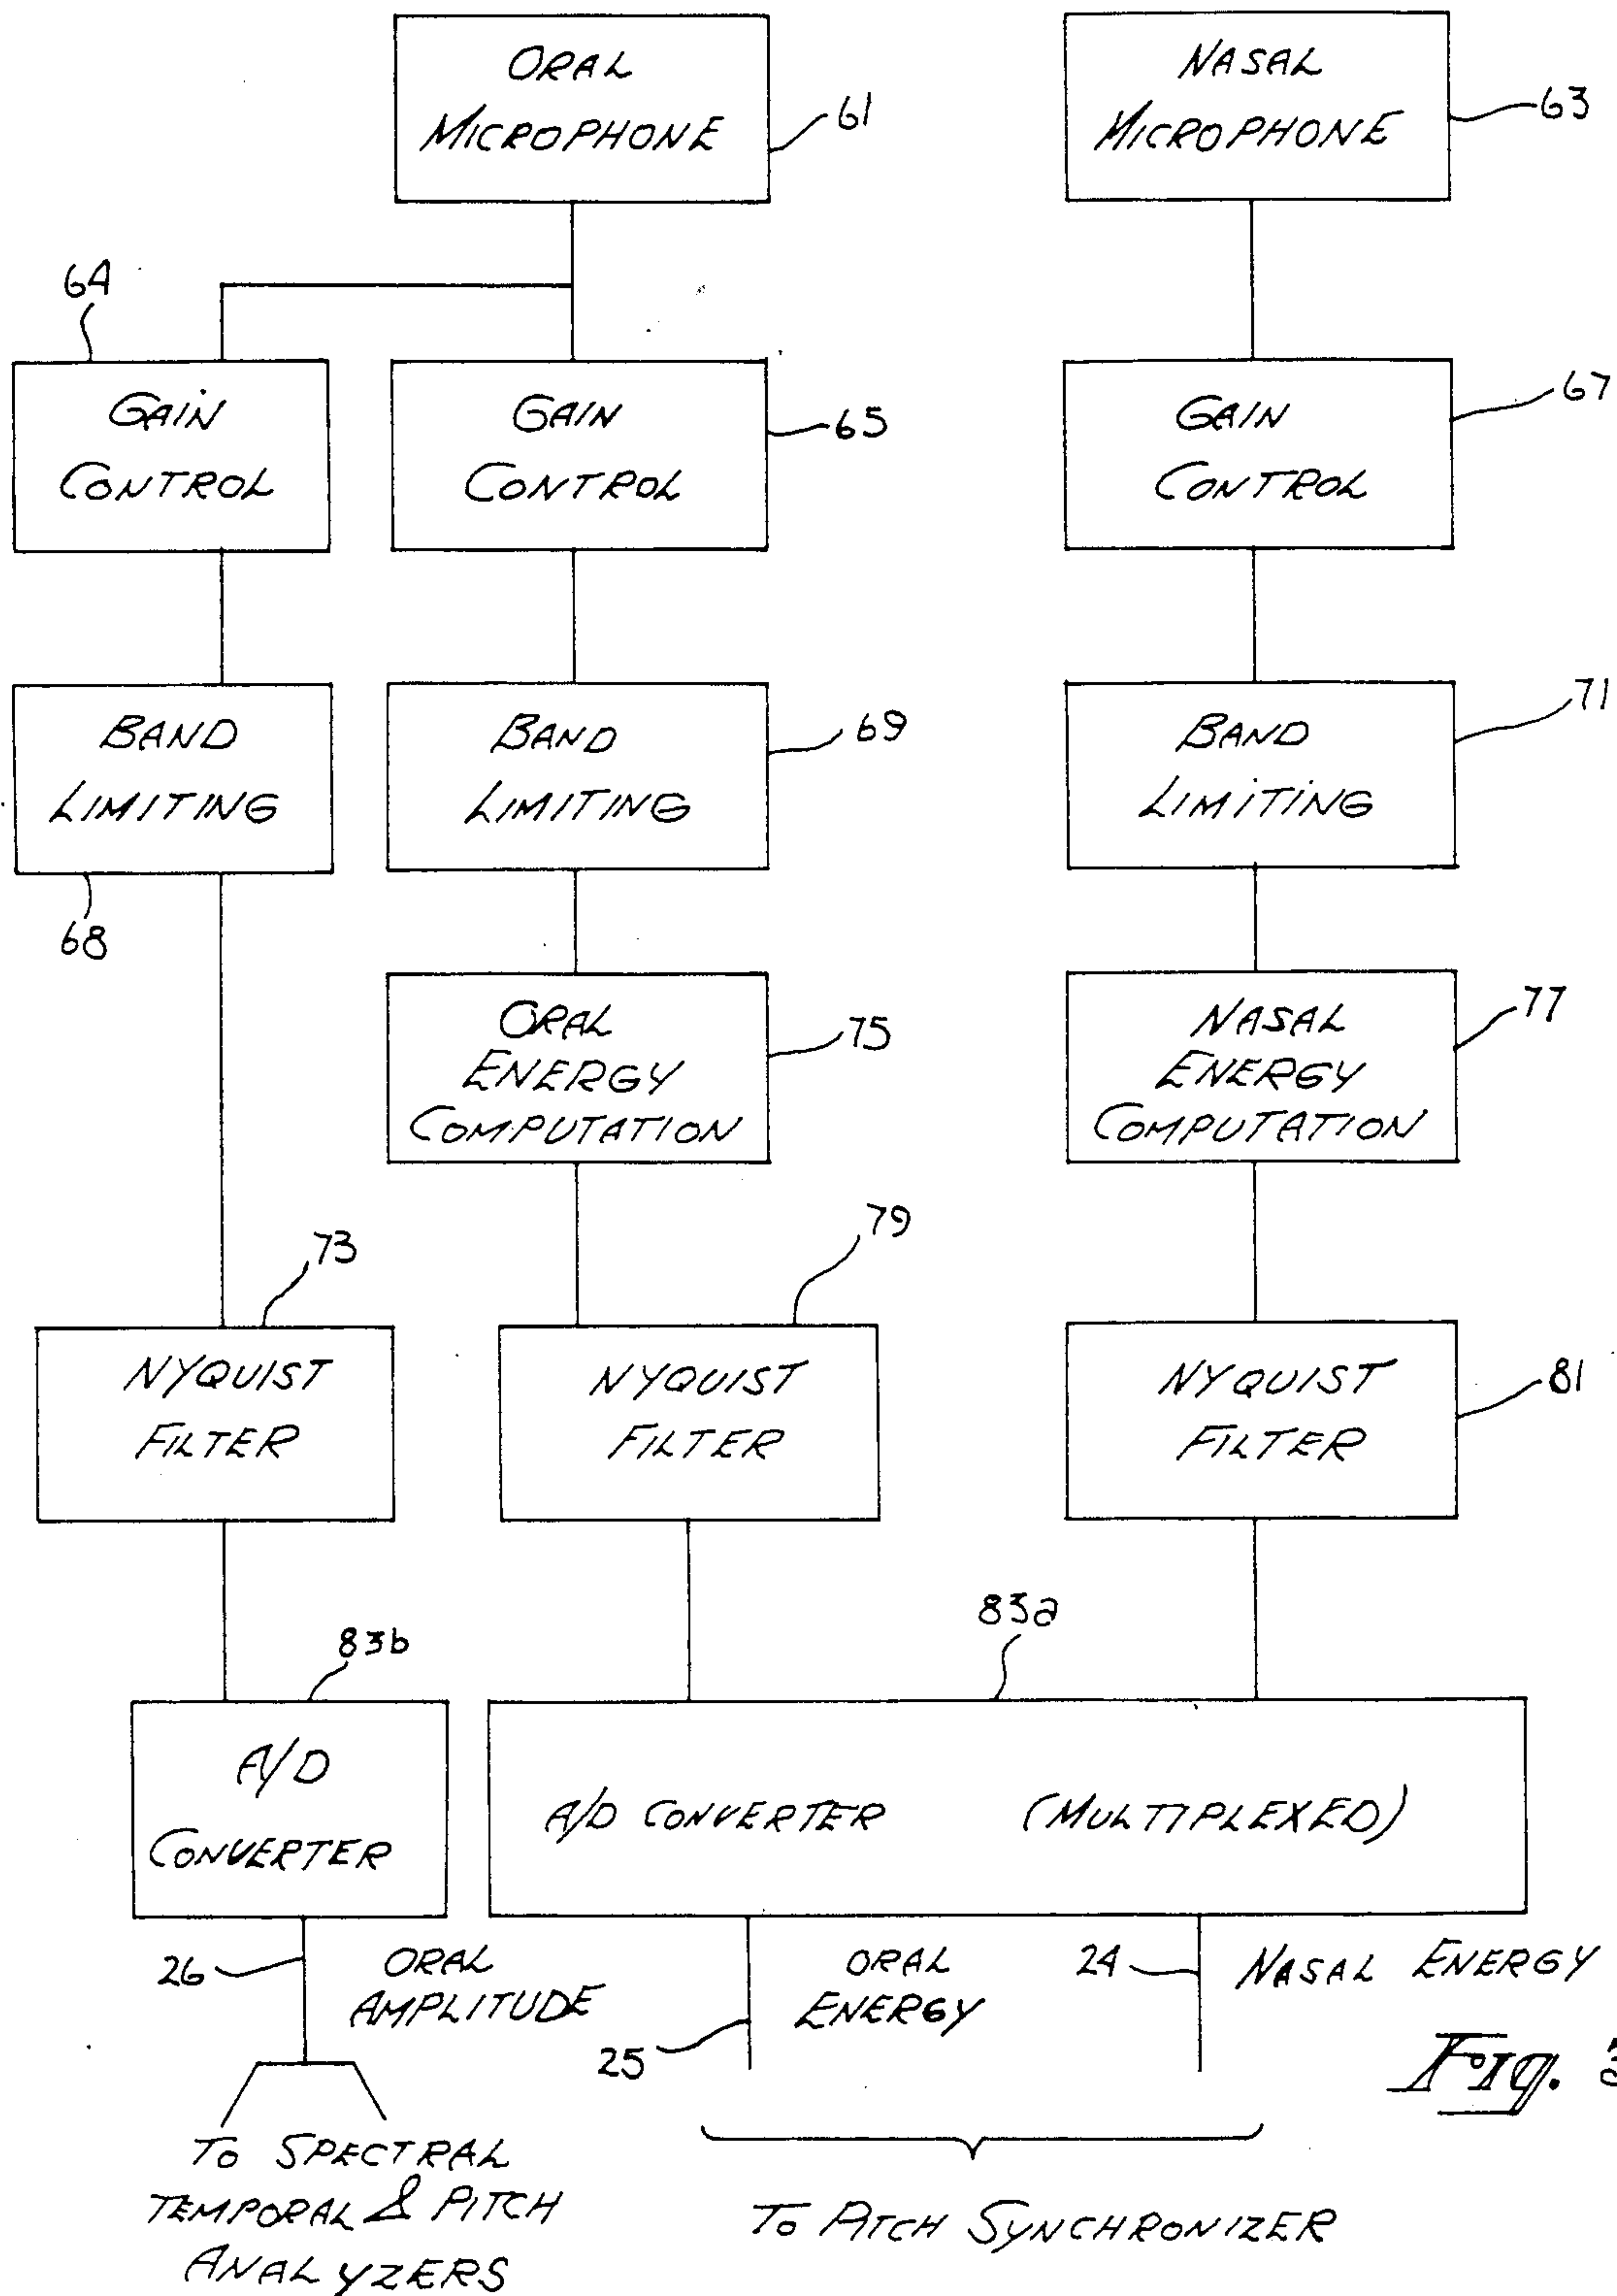 ORAL
MICROPHONE
61
NASAL
MICROPHONE
63
64
GAIN
CONTROL
GAIN
CONTROL
65
GAIN
CONTROL
67
BAND
LIMITING
68
BAND
LIMITING
69
BAND
LIMITING
71
ORAL
ENERGY
COMPUTATION
75
NASAL
ENERGY
COMPUTATION
77
73
NYQUIST
FILTER
79
NYQUIST
FILTER
NYQUIST
FILTER
81
83b
A/D
CONVERTER
83a
A/D CONVERTER (MULTIPLEXED)
26
ORAL
AMPLITUDE
25
ORAL
ENERGY
24
NASAL ENERGY
TO SPECTRAL
TEMPORAL & PITCH
ANALYZERS
TO PITCH SYNCHRONIZER
Fig. 3